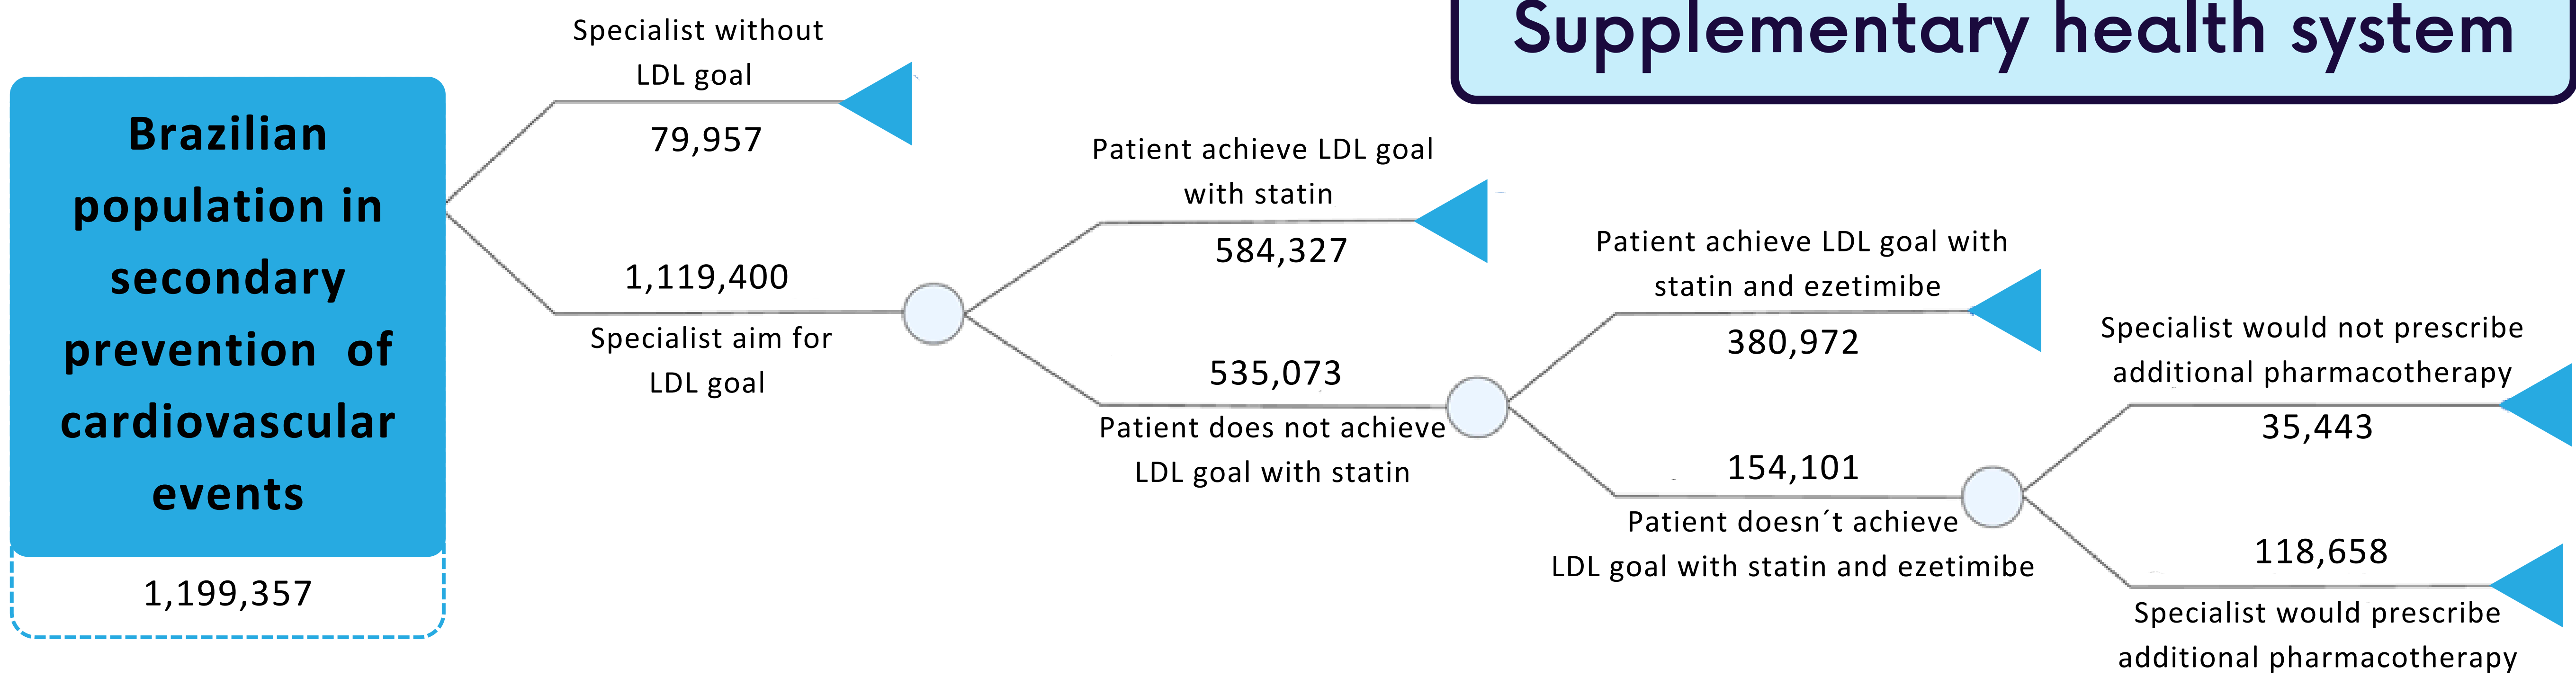 Supplementary health system
Brazilian
population in
secondary
prevention of
cardiovascular
events
1,199,357
Specialist without
LDL goal
79,957
1,119,400
Specialist aim for
LDL goal
Patient achieve LDL goal
with statin
584,327
535,073
Patient does not achieve
LDL goal with statin
Patient achieve LDL goal with
statin and ezetimibe
380,972
154,101
Patient doesn´t achieve
LDL goal with statin and ezetimibe
Specialist would not prescribe
additional pharmacotherapy
35,443
118,658
Specialist would prescribe
additional pharmacotherapy